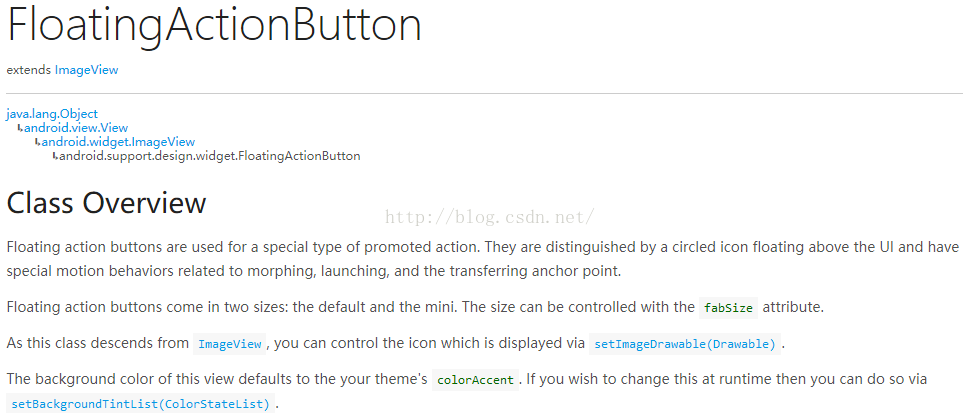 FloatingActionButton
extends ImageView
java.lang.Object
↳android.view.View
↳android.widget.ImageView
↳android.support.design.widget.FloatingActionButton
Class Overview
http://blog.csdn.net/
Floating action buttons are used for a special type of promoted action. They are distinguished by a circled icon floating above the UI and have
special motion behaviors related to morphing, launching, and the transferring anchor point.
Floating action buttons come in two sizes: the default and the mini. The size can be controlled with the fabSize attribute.
As this class descends from ImageView, you can control the icon which is displayed via setImageDrawable(Drawable).
The background color of this view defaults to the your theme's colorAccent. If you wish to change this at runtime then you can do so via
setBackgroundTintList(ColorStateList).